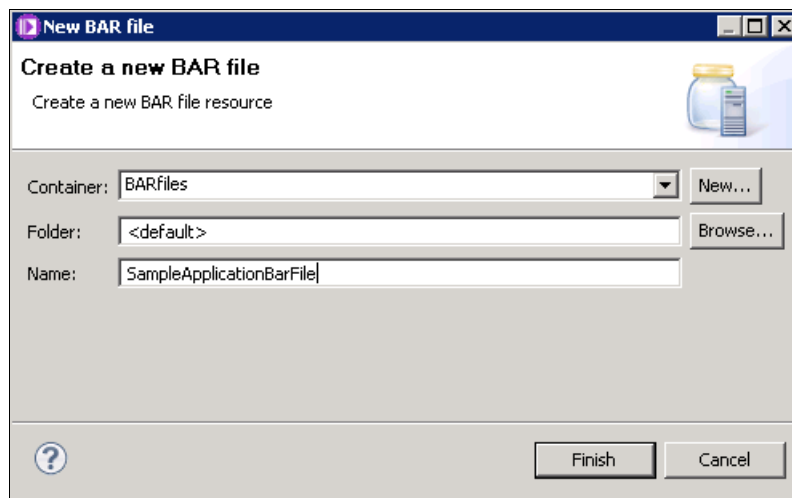 New BAR file
Create a new BAR file
Create a new BAR file resource
Container: BARfiles New...
Folder: <default> Browse...
Name: SampleApplicationBarFile
? Finish Cancel